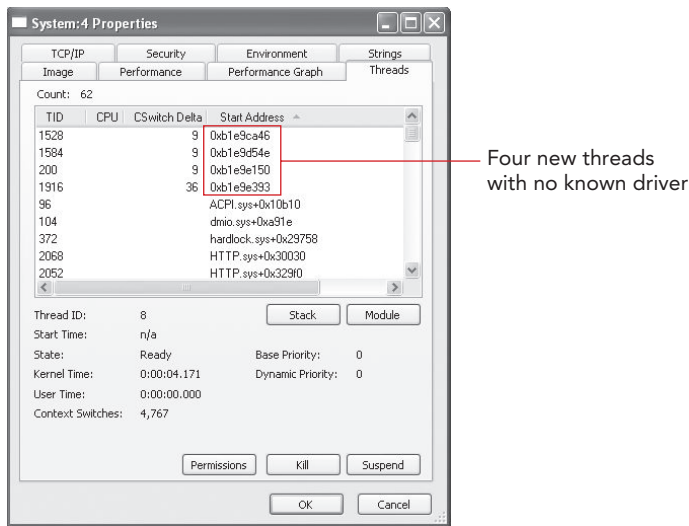 System:4 Properties
TCP/IP Security Environment Strings
Image Performance Performance Graph Threads
Count: 62
TID CPU CSwitch Delta Start Address
1528 9 0xb1e9ca46
1584 9 0xb1e9d54e
200 9 0xb1e9e150
1916 36 0xb1e9e393
96 ACPI.sys+0x10b10
104 dmio.sys+0xa91e
372 hardlock.sys+0x29758
2068 HTTP.sys+0x30030
2052 HTTP.sys+0x329f0
Four new threads
with no known driver
Thread ID: 8 Stack Module
Start Time: n/a
State: Ready Base Priority: 0
Kernel Time: 0:00:04.171 Dynamic Priority: 0
User Time: 0:00:00.000
Context Switches: 4,767
Permissions Kill Suspend
OK Cancel